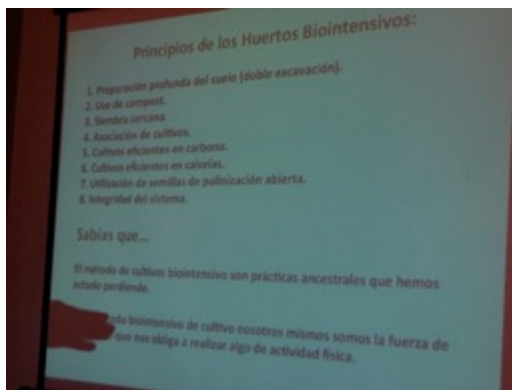 Principios de los Huertos Biointensivos:
1. Preparación profunda del suelo (doble excavación).
2. Uso de compost.
3. Siembra cercana.
4. Asociación de cultivos.
5. Cultivos eficientes en carbono.
6. Cultivos eficientes en calorías.
7. Utilización de semillas de polinización abierta.
8. Integridad del sistema.
Sabías que...
El método de cultivos biointensivo son prácticas ancestrales que hemos
estado perdiendo.
biointensivo de cultivo nosotros mismos somos la fuerza de
que nos obliga a realizar algo de actividad física.